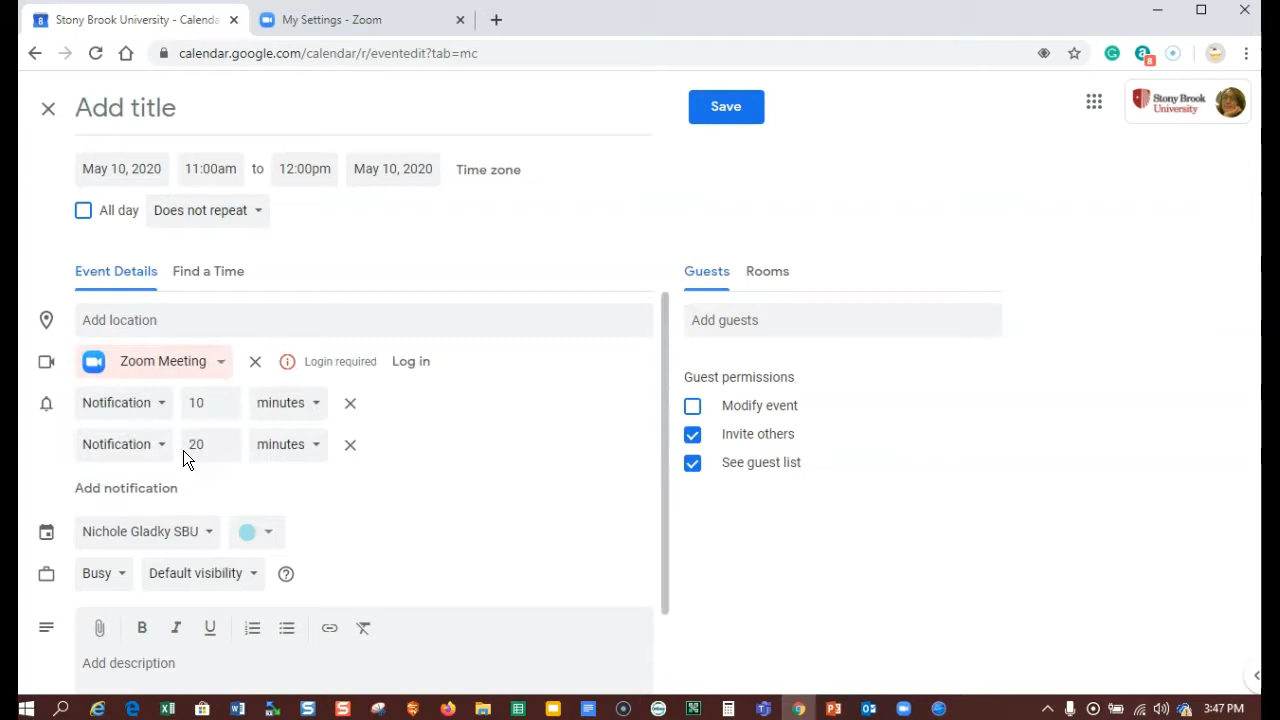 Stony Brook University - Calenda
My Settings - Zoom
calendar.google.com/calendar/r/eventedit?tab=mc
Add title
Save
Stony Brook
University
May 10, 2020 11:00am to 12:00pm May 10, 2020 Time zone
All day Does not repeat
Event Details Find a Time
Guests Rooms
Add location
Add guests
Zoom Meeting Login required Log in
Guest permissions
Notification 10 minutes
Modify event
Invite others
Notification 20 minutes
See guest list
Add notification
Nichole Gladky SBU
Busy Default visibility
B I U
Add description
3:47 PM